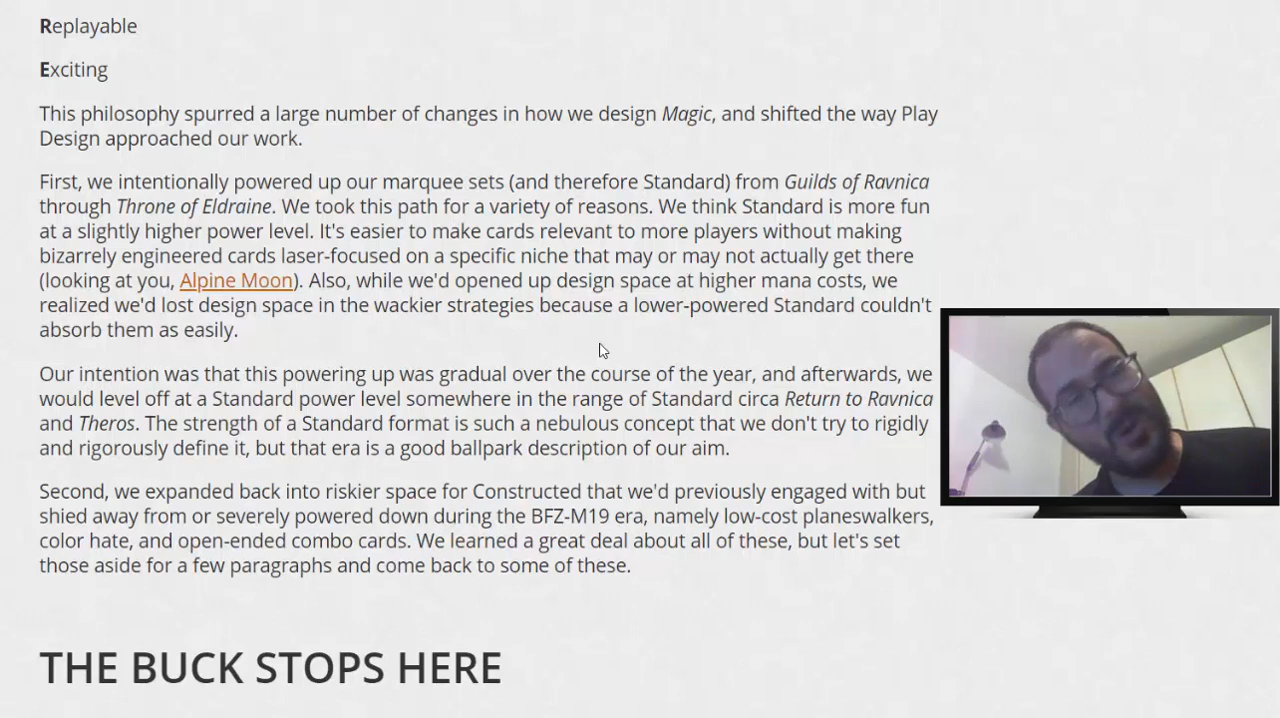 Replayable
Exciting
This philosophy spurred a large number of changes in how we design Magic, and shifted the way Play
Design approached our work.
First, we intentionally powered up our marquee sets (and therefore Standard) from Guilds of Ravnica
through Throne of Eldraine. We took this path for a variety of reasons. We think Standard is more fun
at a slightly higher power level. It's easier to make cards relevant to more players without making
bizarrely engineered cards laser-focused on a specific niche that may or may not actually get there
(looking at you, Alpine Moon). Also, while we'd opened up design space at higher mana costs, we
realized we'd lost design space in the wackier strategies because a lower-powered Standard couldn't
absorb them as easily.
Our intention was that this powering up was gradual over the course of the year, and afterwards, we
would level off at a Standard power level somewhere in the range of Standard circa Return to Ravnica
and Theros. The strength of a Standard format is such a nebulous concept that we don't try to rigidly
and rigorously define it, but that era is a good ballpark description of our aim.
Second, we expanded back into riskier space for Constructed that we'd previously engaged with but
shied away from or severely powered down during the BFZ-M19 era, namely low-cost planeswalkers,
color hate, and open-ended combo cards. We learned a great deal about all of these, but let's set
those aside for a few paragraphs and come back to some of these.
THE BUCK STOPS HERE